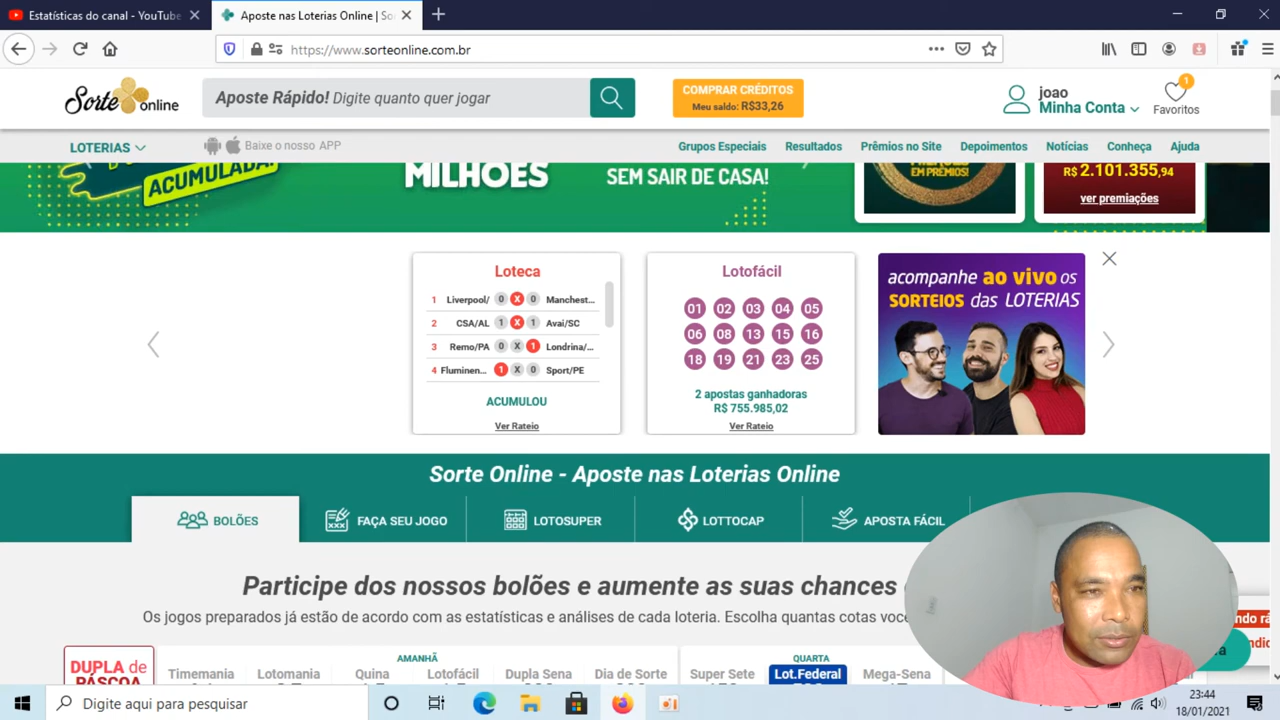 Estatísticas do canal - YouTube
Aposte nas Loterias Online | So
https://www.sorteonline.com.br
Sorte online
Aposte Rápido! Digite quanto quer jogar
COMPRAR CRÉDITOS
Meu saldo: R$33,26
joao
Minha Conta
1
Favoritos
LOTERIAS
Baixe o nosso APP
Grupos Especiais
Resultados
Prêmios no Site
Depoimentos
Notícias
Conheça
Ajuda
ACUMULADA!
MILHÕES
SEM SAIR DE CASA!
EM PRÊMIOS!
R$ 2.101.355,94
ver premiações
Loteca
1 Liverpool/ 0 X 0 Manchest...
2 CSA/AL 1 X 1 Avai/SC
3 Remo/PA 0 X 1 Londrina/...
4 Fluminen... 1 X 0 Sport/PE
ACUMULOU
Ver Rateio
Lotofácil
01 02 03 04 05
06 08 13 15 16
18 19 21 23 25
2 apostas ganhadoras
R$ 755.985,02
Ver Rateio
acompanhe ao vivo os
SORTEIOS das LOTERIAS
Sorte Online - Aposte nas Loterias Online
BOLÕES
FAÇA SEU JOGO
LOTOSUPER
LOTTOCAP
APOSTA FÁCIL
Participe dos nossos bolões e aumente as suas chances
Os jogos preparados já estão de acordo com as estatísticas e análises de cada loteria. Escolha quantas cotas
DUPLA de
PÁSCOA
AMANHÃ
Timemania
Lotomania
Quina
Lotofácil
Dupla Sena
Dia de Sorte
QUARTA
Super Sete
Lot.Federal
Mega-Sena
Digite aqui para pesquisar
23:44
18/01/2021